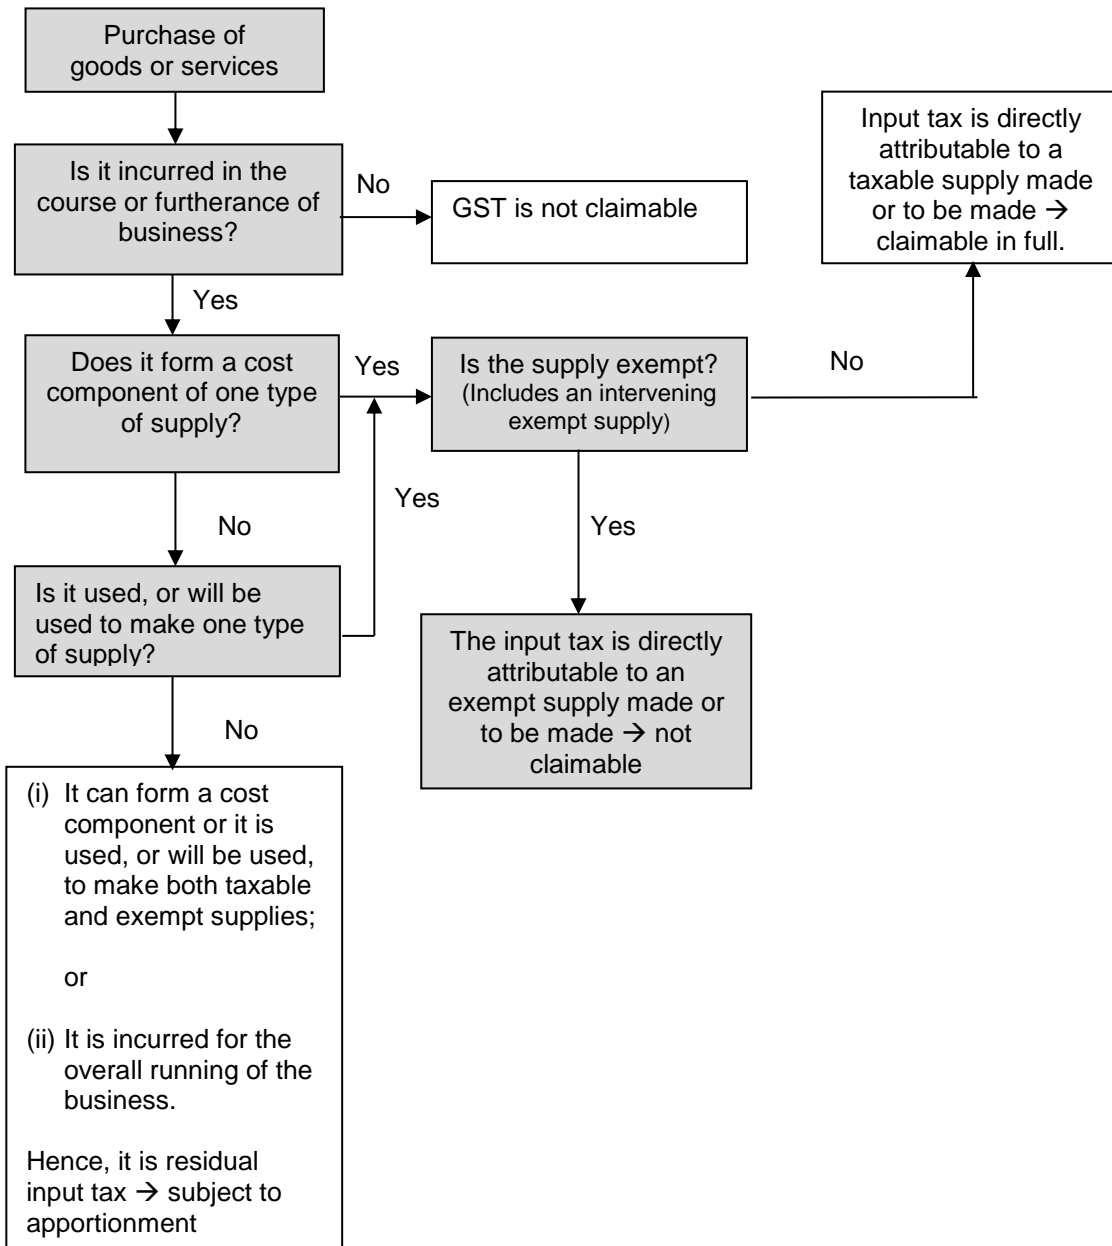 Purchase of
goods or services
Is it incurred in the
course or furtherance of
business?
No
GST is not claimable
Input tax is directly
attributable to a
taxable supply made
or to be made →
claimable in full.
Yes
Does it form a cost
component of one type
of supply?
Yes
Is the supply exempt?
(Includes an intervening
exempt supply)
No
Yes
No
Yes
Is it used, or will be
used to make one type
of supply?
The input tax is directly
attributable to an
exempt supply made or
to be made → not
claimable
No
(i) It can form a cost
component or it is
used, or will be used,
to make both taxable
and exempt supplies;
or
(ii) It is incurred for the
overall running of the
business.
Hence, it is residual
input tax → subject to
apportionment